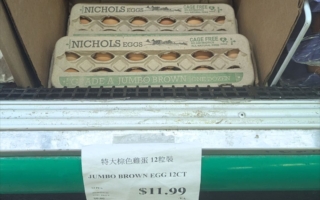 NICHOLS EGGS
CAGE FREE
NICHOLS EGGS
CAGE FREE
GRADE A JUMBO BROWN
特大棕色雞蛋 12粒裝
JUMBO BROWN EGG 12CT
$11.99